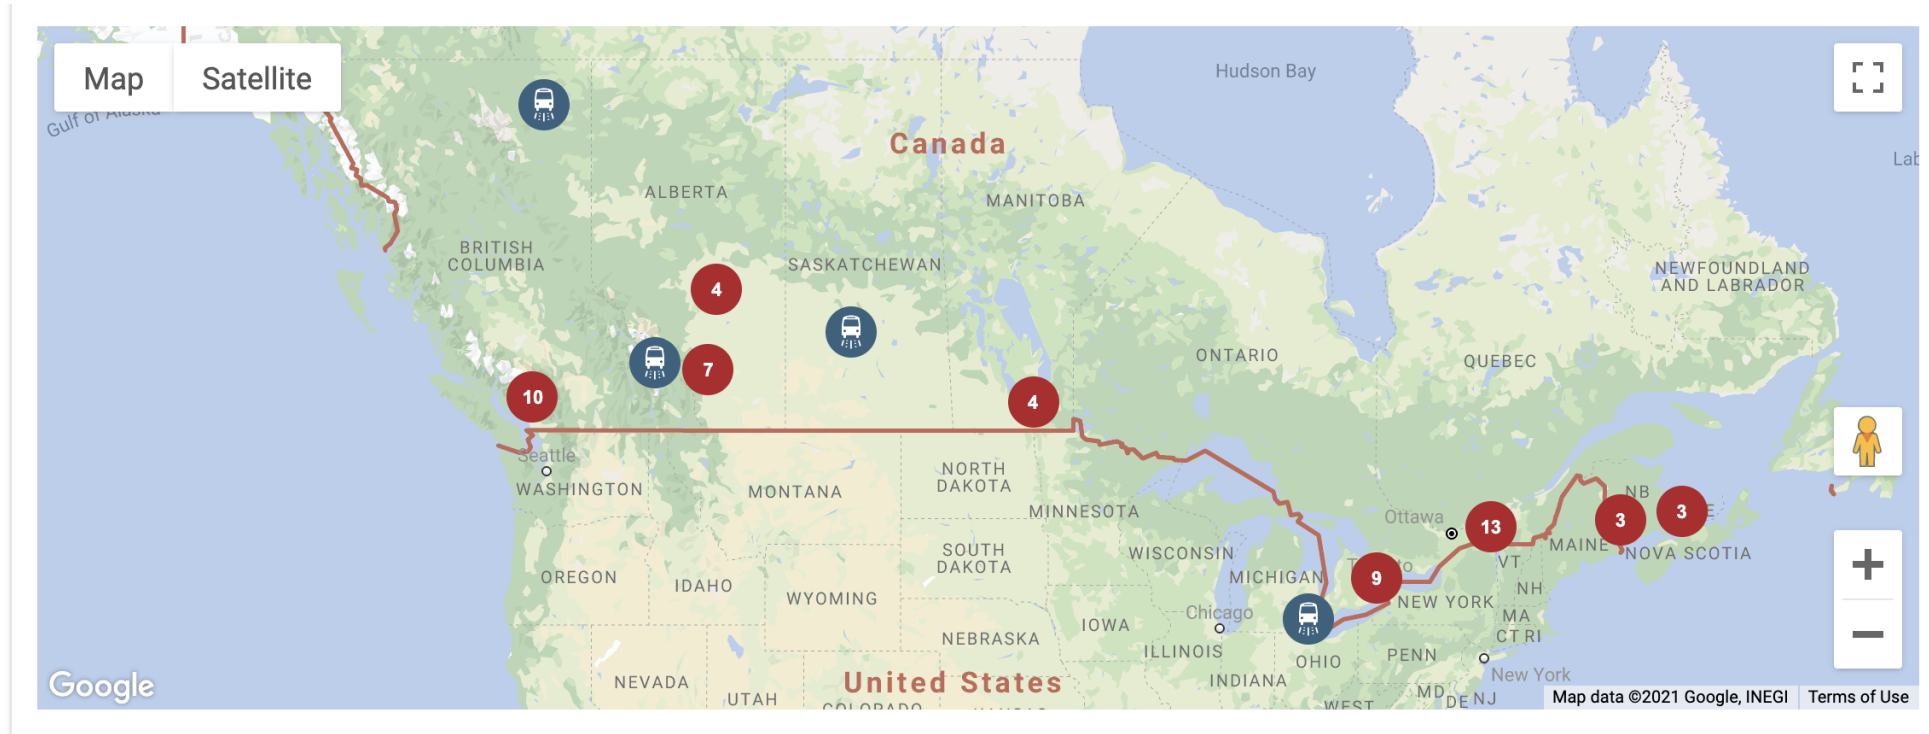 Map
Satellite
Gulf of Alaska
Hudson Bay
Canada
ALBERTA
MANITOBA
BRITISH
COLUMBIA
SASKATCHEWAN
NEWFOUNDLAND
AND LABRADOR
4
7
10
4
ONTARIO
QUEBEC
Seattle
WASHINGTON
MONTANA
NORTH
DAKOTA
MINNESOTA
Ottawa
13
NB
3
3
E
MAINE
NOVA SCOTIA
SOUTH
DAKOTA
WISCONSIN
MICHIGAN
9
VT
OREGON
IDAHO
WYOMING
NH
NEW YORK
Chicago
IOWA
MA
CT RI
NEBRASKA
ILLINOIS
OHIO
PENN
New York
NEVADA
UTAH
COLORADO
United States
INDIANA
MD
DE
NJ
WEST
Google
Map data ©2021 Google, INEGI
Terms of Use